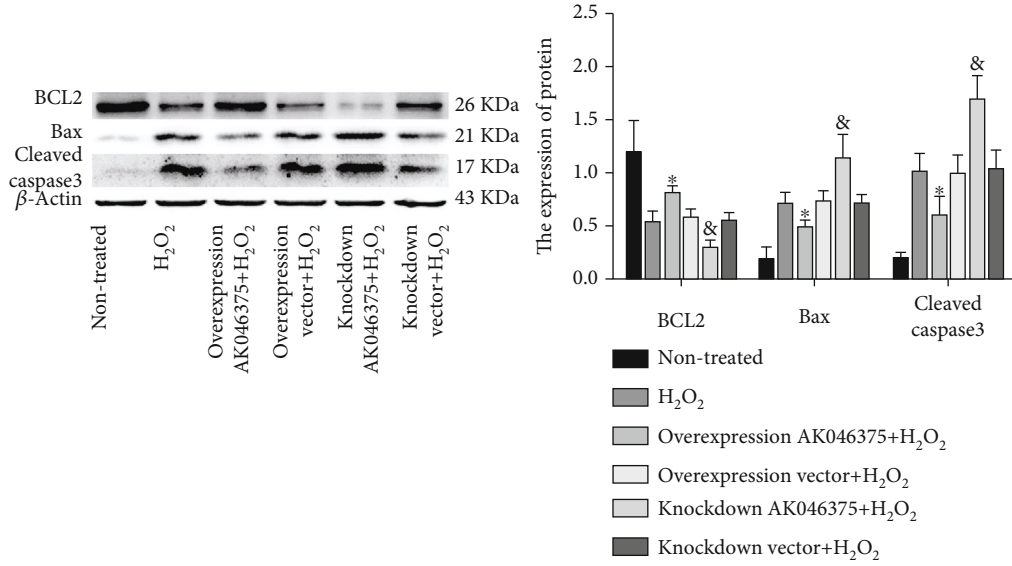 BCL2
26 KDa
Bax
21 KDa
Cleaved
caspase3
17 KDa
β-Actin
43 KDa
Non-treated
H₂O₂
Overexpression
AK046375+H₂O₂
Overexpression
vector+H₂O₂
Knockdown
AK046375+H₂O₂
Knockdown
vector+H₂O₂
The expression of protein
2.5
2.0
1.5
1.0
0.5
0.0
*
&
*
&
*
&
BCL2
Bax
Cleaved
caspase3
Non-treated
H₂O₂
Overexpression AK046375+H₂O₂
Overexpression vector+H₂O₂
Knockdown AK046375+H₂O₂
Knockdown vector+H₂O₂